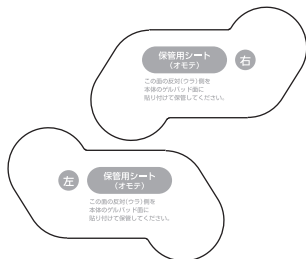 保管用シート
(オモテ)
右
この面の反対(ウラ)側を
本体のゲルパッド面に
貼り付けて保管してください。
左
保管用シート
(オモテ)
この面の反対(ウラ)側を
本体のゲルパッド面に
貼り付けて保管してください。